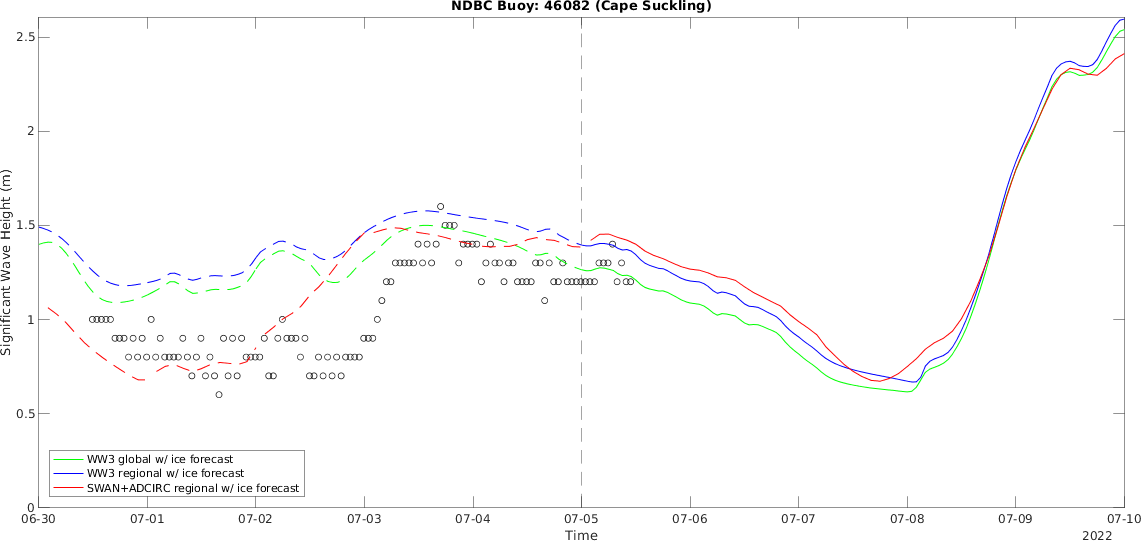 NDBC Buoy: 46082 (Cape Suckling)
2.5
2
1.5
1
0.5
0
Significant Wave Height (m)
WW3 global w/ ice forecast
WW3 regional w/ ice forecast
SWAN+ADCIRC regional w/ ice forecast
06-30 07-01 07-02 07-03 07-04 07-05 07-06 07-07 07-08 07-09 07-10
Time
2022